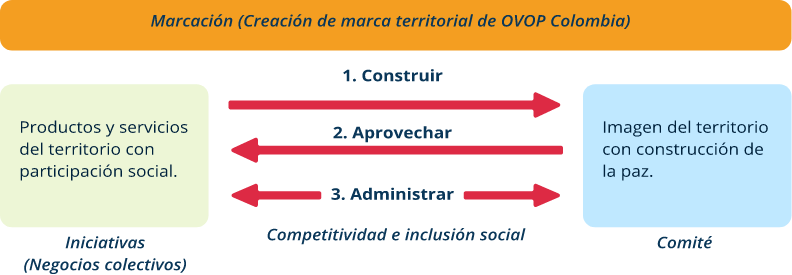 Marcación (Creación de marca territorial de OVOP Colombia)
1. Construir
Productos y servicios
del territorio con
participación social.
2. Aprovechar
Imagen del territorio
con construcción de
la paz.
3. Administrar
Iniciativas
(Negocios colectivos)
Competitividad e inclusión social
Comité